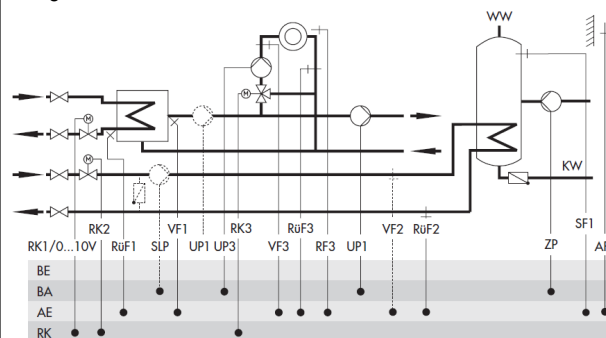 WW
M
M
M
KW
RK1/0...10V RK2 RüF1 SLP VF1 UP1 UP3 RK3 VF3 RüF3 RF3 UP1 VF2 RüF2 ZP SF1
BE
BA
AE
RK